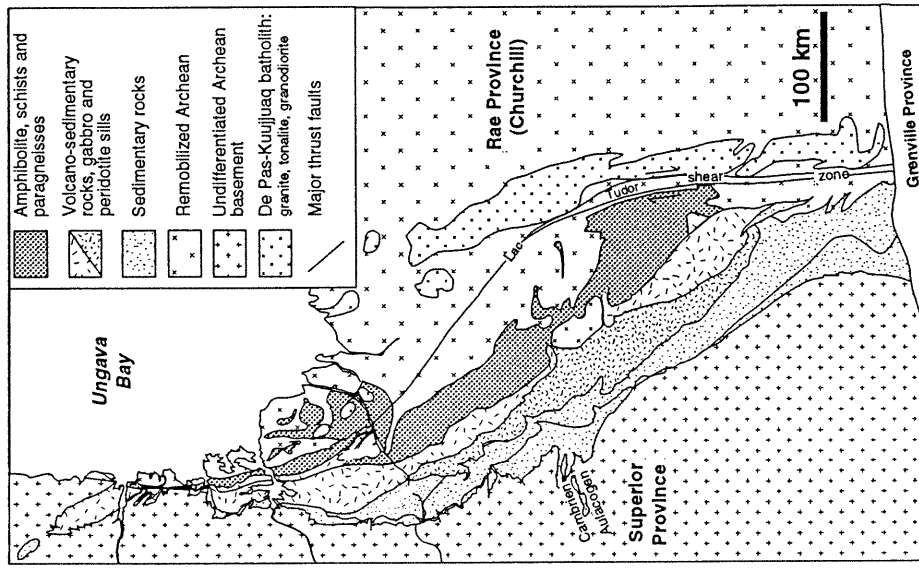 Ungava
Bay
Amphibolite, schists and
paragneisses
Volcano-sedimentary
rocks, gabbro and
peridotite sills
Sedimentary rocks
Remobilized Archean
Undifferentiated Archean
basement
De Pas-Kuujjuaq batholith:
granite, tonalite, granodiorite
Major thrust faults
Rae Province
(Churchill)
100 km
Lac
Tudor
shear
zone
Cambrien
Aulacogen
Superior
Province
Grenville Province